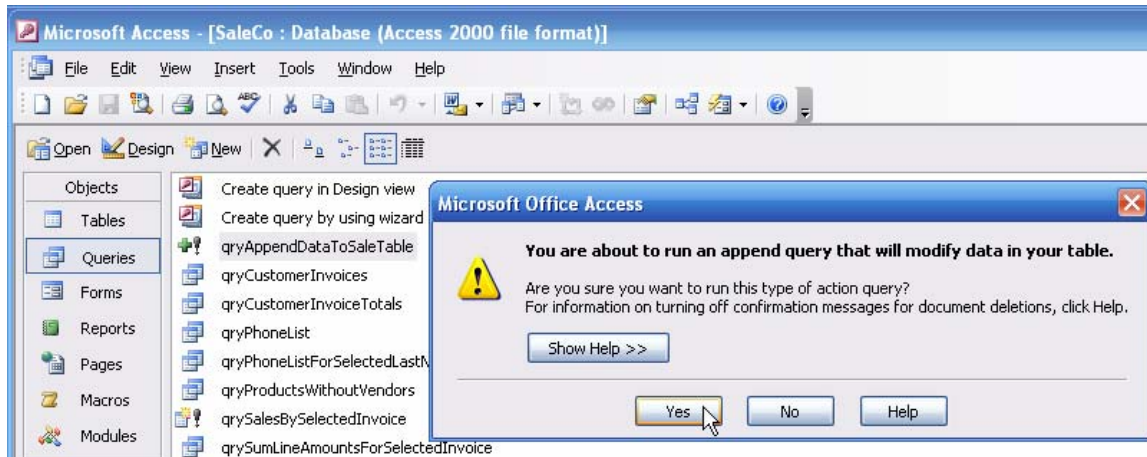 Microsoft Access - [SaleCo : Database (Access 2000 file format)]
File Edit View Insert Tools Window Help
Open Design New
Objects
Tables
Queries
Forms
Reports
Pages
Macros
Modules
Create query in Design view
Create query by using wizard
qryAppendDataToSaleTable
qryCustomerInvoices
qryCustomerInvoiceTotals
qryPhoneList
qryPhoneListForSelectedLastN
qryProductsWithoutVendors
qrySalesBySelectedInvoice
qrySumLineAmountsForSelectedInvoice
Microsoft Office Access
You are about to run an append query that will modify data in your table.
Are you sure you want to run this type of action query?
For information on turning off confirmation messages for document deletions, click Help.
Show Help >>
Yes No Help